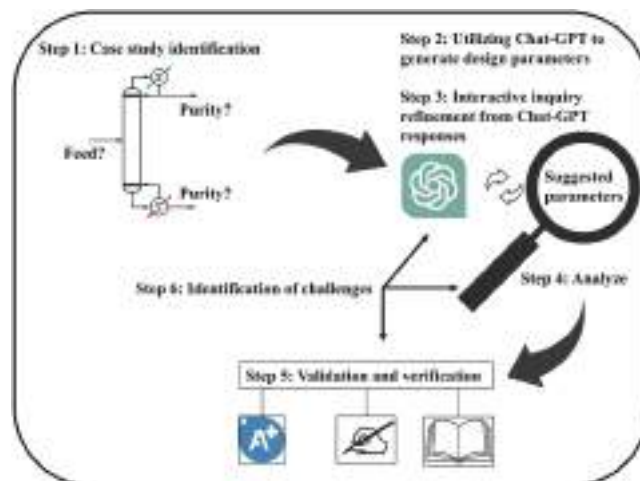 Step 1: Case study identification
Purity?
Feed?
Purity?
Step 2: Utilizing Chat-GPT to
generate design parameters
Step 3: Interactive inquiry
refinement from Chat-GPT
responses
Suggested
parameters
Step 4: Analyze
Step 6: Identification of challenges
Step 5: Validation and verification
A+